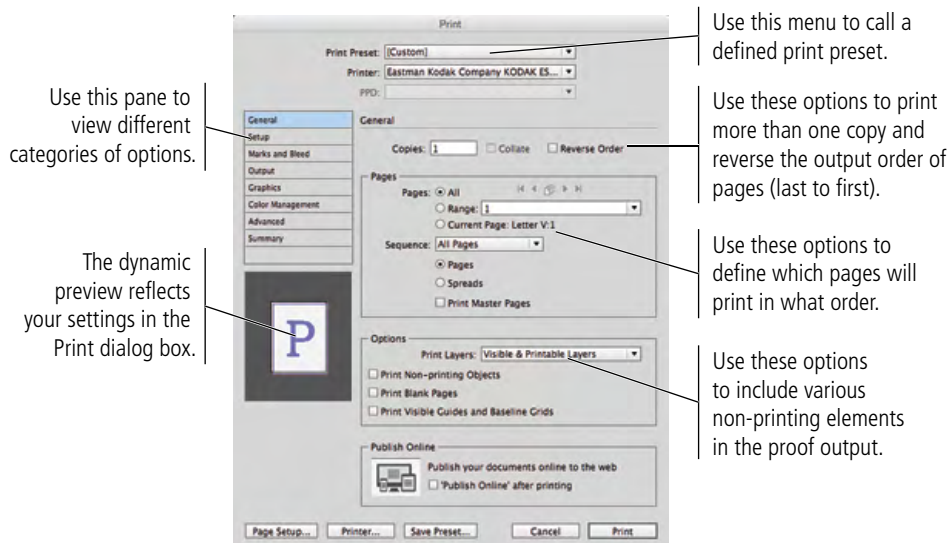 Print
Print Preset: [Custom]
Printer: Eastman Kodak Company KODAK ES...
PPD:
General
Setup
Marks and Bleed
Output
Graphics
Color Management
Advanced
Summary
P
General
Copies: 1 Collate Reverse Order
Pages
Pages: All
Range: 1
Current Page: Letter V:1
Sequence: All Pages
Pages
Spreads
Print Master Pages
Options
Print Layers: Visible & Printable Layers
Print Non-printing Objects
Print Blank Pages
Print Visible Guides and Baseline Grids
Publish Online
Publish your documents online to the web
'Publish Online' after printing
Page Setup... Printer... Save Preset... Cancel Print
Use this pane to
view different
categories of options.
The dynamic
preview reflects
your settings in the
Print dialog box.
Use this menu to call a
defined print preset.
Use these options to print
more than one copy and
reverse the output order of
pages (last to first).
Use these options to
define which pages will
print in what order.
Use these options
to include various
non-printing elements
in the proof output.